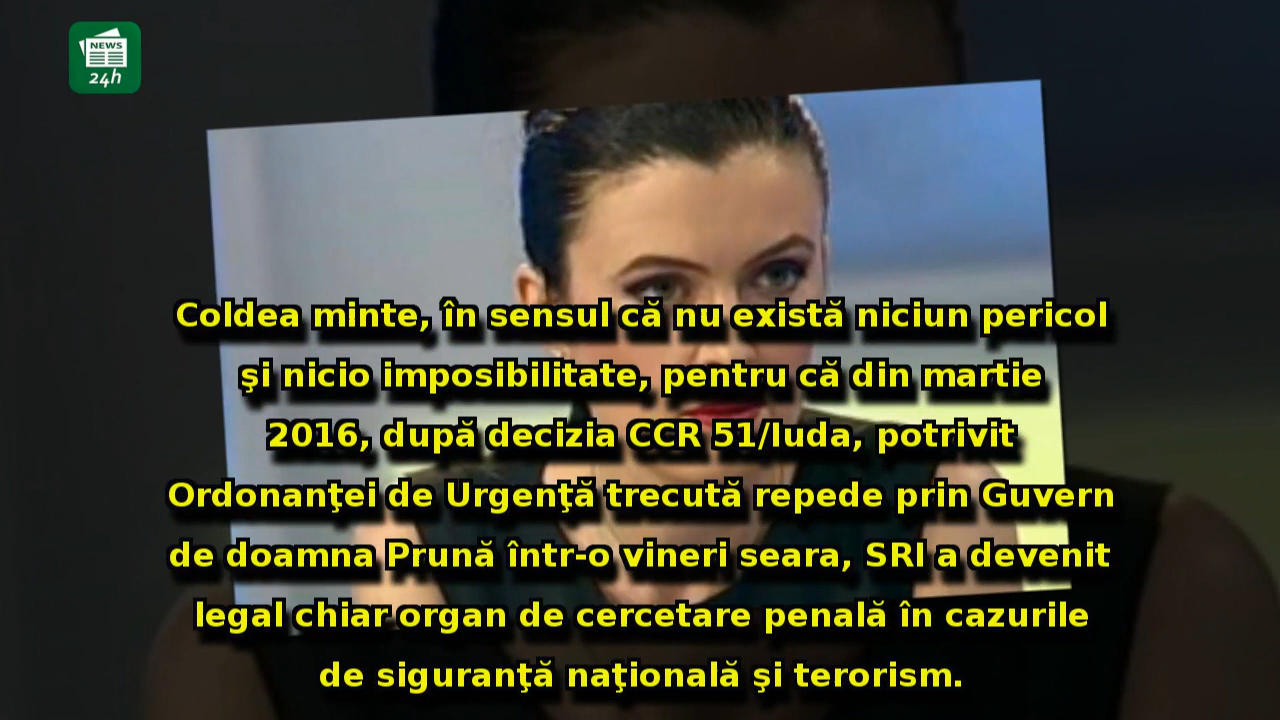 NEWS
24h
Coldea minte, în sensul că nu există niciun pericol
şi nicio imposibilitate, pentru că din martie
2016, după decizia CCR 51/Iuda, potrivit
Ordonanţei de Urgenţă trecută repede prin Guvern
de doamna Prună într-o vineri seara, SRI a devenit
legal chiar organ de cercetare penală în cazurile
de siguranţă naţională şi terorism.